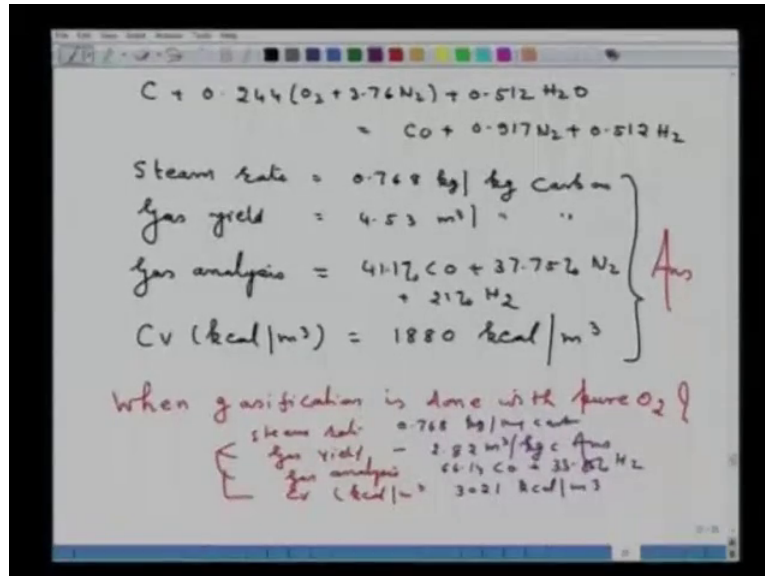 C + 0.244 (O2 + 3.76 N2) + 0.512 H2O
= CO + 0.917 N2 + 0.512 H2
Steam rate = 0.768 kg/kg carbon
Gas yield = 4.53 m³/ " "
Gas analysis = 41.1% CO + 37.75% N2
+ 21% H2
Ans
Cv (kcal/m³) = 1880 kcal/m³
When gasification is done with pure O2?
steam rate 0.768 kg/kg carb
Gas yield - 2.82 m³/kg c Ans
Gas analysis 66.1% CO + 33. H2
Cv (kcal/m³ 3021 kcal/m3